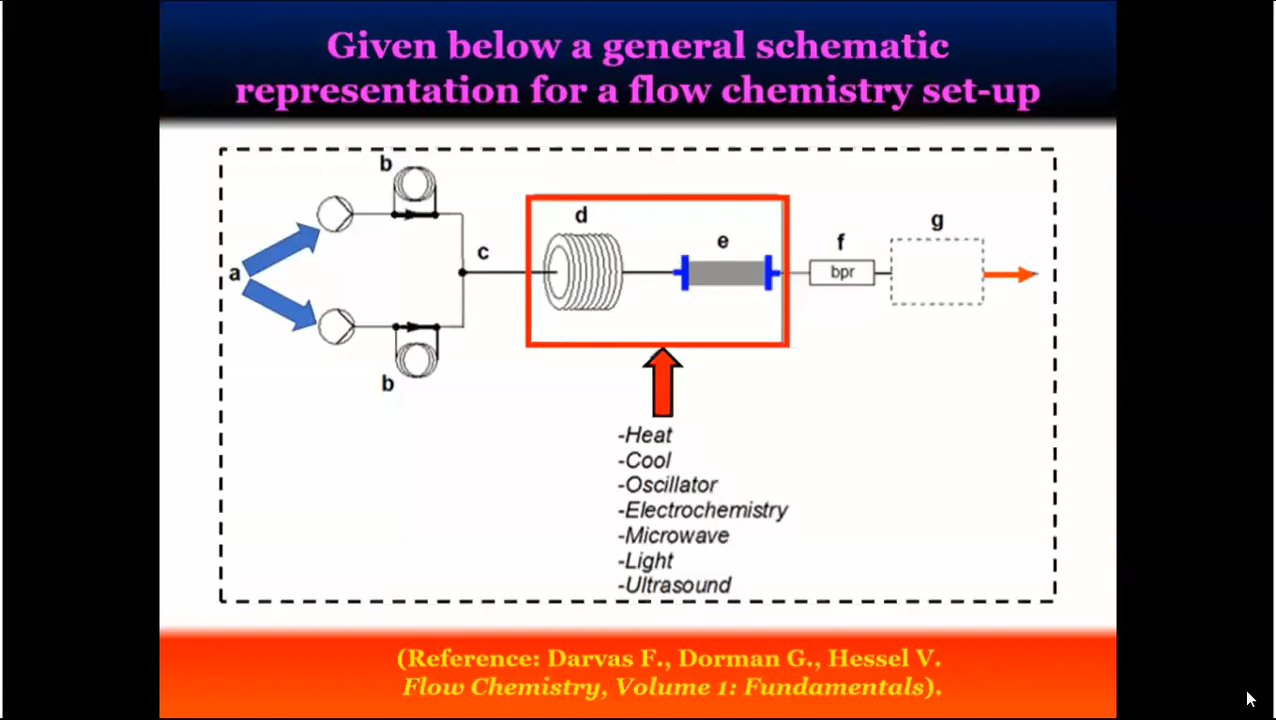 Given below a general schematic
representation for a flow chemistry set-up
b
d
g
c
e
f
a
bpr
b
-Heat
-Cool
-Oscillator
-Electrochemistry
-Microwave
-Light
-Ultrasound
(Reference: Darvas F., Dorman G., Hessel V.
Flow Chemistry, Volume 1: Fundamentals).